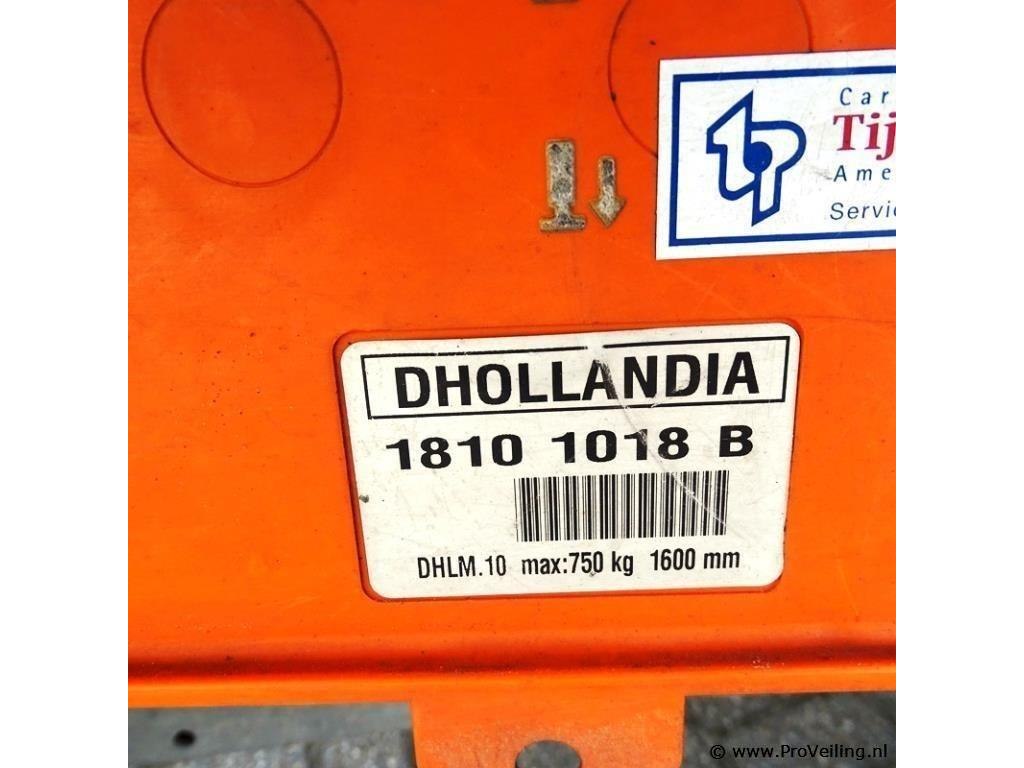 Car
Tij
Ame
Servic
DHOLLANDIA
1810 1018 B
DHLM.10 max:750 kg 1600 mm
© www.ProVeiling.nl